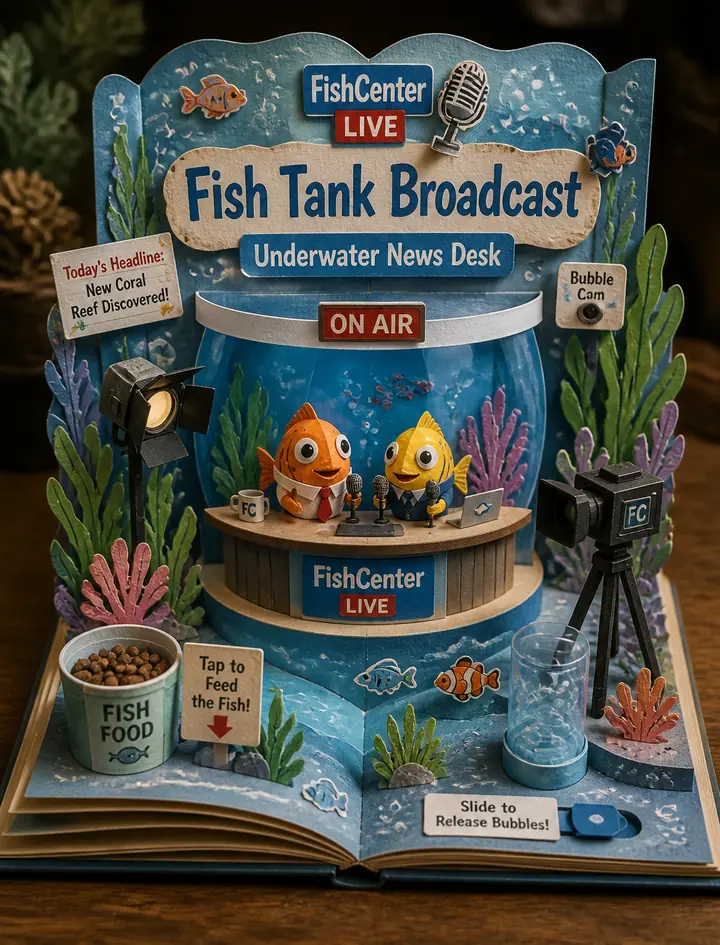 FishCenter
LIVE
Fish Tank Broadcast
Underwater News Desk
Today's Headline:
New Coral
Reef Discovered!
Bubble
Cam
ON AIR
FC
FC
FishCenter
LIVE
FISH
FOOD
Tap to
Feed
the Fish!
Slide to
Release Bubbles!